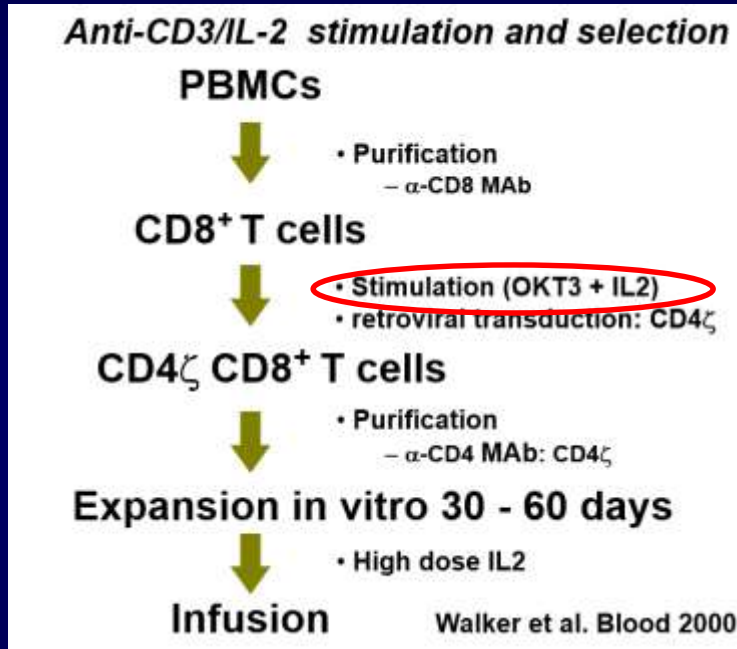 Anti-CD3/IL-2 stimulation and selection
PBMCs
• Purification
– α-CD8 MAb
CD8⁺ T cells
• Stimulation (OKT3 + IL2)
• retroviral transduction: CD4ζ
CD4ζ CD8⁺ T cells
• Purification
– α-CD4 MAb: CD4ζ
Expansion in vitro 30 - 60 days
• High dose IL2
Infusion
Walker et al. Blood 2000